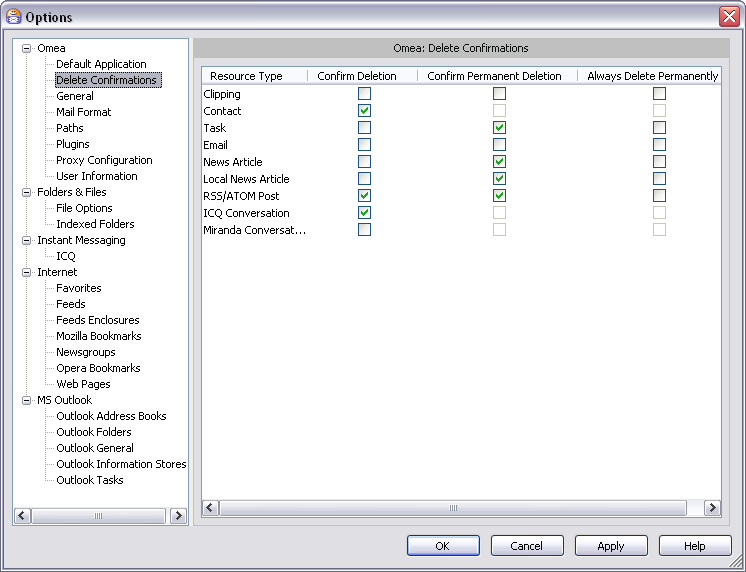 Options
Omea
Default Application
Delete Confirmations
General
Mail Format
Paths
Plugins
Proxy Configuration
User Information
Folders & Files
File Options
Indexed Folders
Instant Messaging
ICQ
Internet
Favorites
Feeds
Feeds Enclosures
Mozilla Bookmarks
Newsgroups
Opera Bookmarks
Web Pages
MS Outlook
Outlook Address Books
Outlook Folders
Outlook General
Outlook Information Stores
Outlook Tasks
Omea: Delete Confirmations
Resource Type Confirm Deletion Confirm Permanent Deletion Always Delete Permanently
Clipping
Contact
Task
Email
News Article
Local News Article
RSS/ATOM Post
ICQ Conversation
Miranda Conversat...
OK Cancel Apply Help